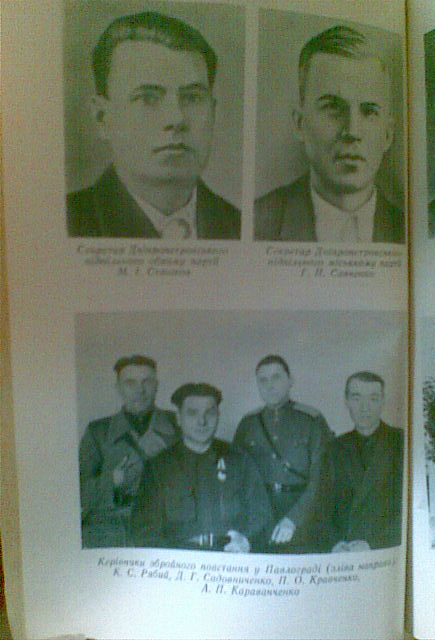 Секретар Дніпропетровського
підпільного обкому партії
М. І. Сташков
Секретар Дніпропетровського
підпільного міськкому партії
Г. П. Савченко
Керівники збройного повстання у Павлограді (зліва направо):
К. С. Рябий, Д. Г. Садовниченко, П. О. Кравченко,
А. П. Караванченко